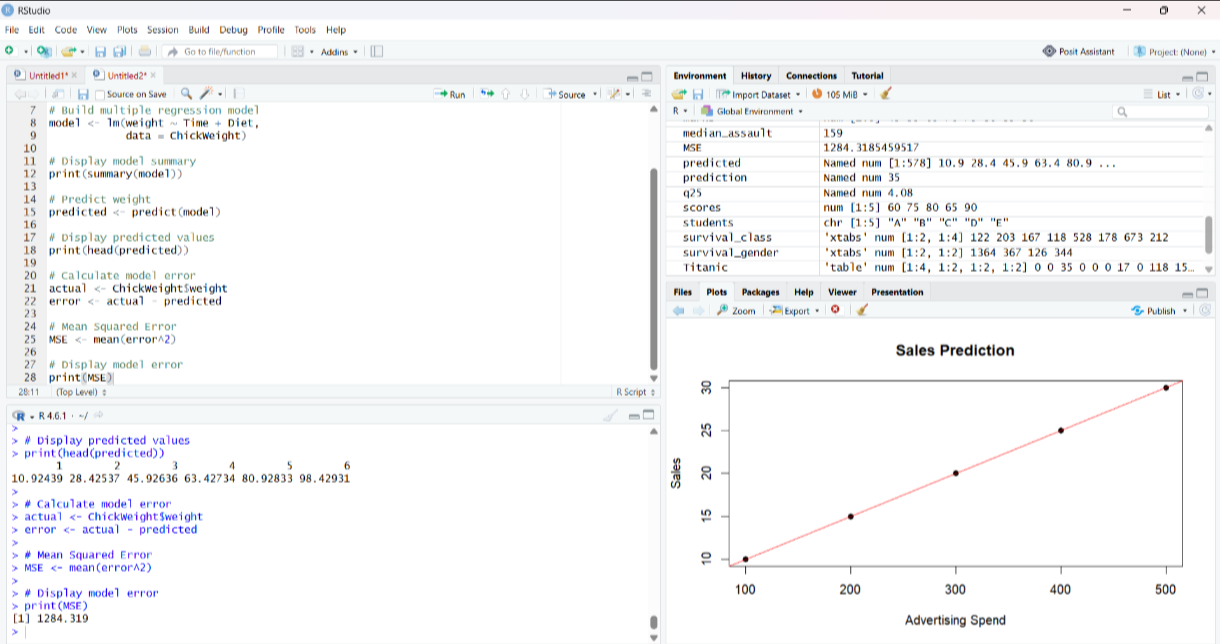 RStudio
File Edit Code View Plots Session Build Debug Profile Tools Help
Go to file/function Addins Posit Assistant Project: (None)
Untitled1* Untitled2*
Source on Save Run Source
7 # Build multiple regression model
8 model <- lm(weight ~ Time + Diet,
9 data = ChickWeight)
10
11 # Display model summary
12 print(summary(model))
13
14 # Predict weight
15 predicted <- predict(model)
16
17 # Display predicted values
18 print(head(predicted))
19
20 # Calculate model error
21 actual <- ChickWeight$weight
22 error <- actual - predicted
23
24 # Mean Squared Error
25 MSE <- mean(error^2)
26
27 # Display model error
28 print(MSE)
28:11 (Top Level) R Script
R 4.6.1 · ~/
>
> # Display predicted values
> print(head(predicted))
1 2 3 4 5 6
10.92439 28.42537 45.92636 63.42734 80.92833 98.42931
>
> # Calculate model error
> actual <- ChickWeight$weight
> error <- actual - predicted
>
> # Mean Squared Error
> MSE <- mean(error^2)
>
> # Display model error
> print(MSE)
[1] 1284.319
>
Environment History Connections Tutorial
Import Dataset 105 MiB List
R Global Environment
median_assault 159
MSE 1284.3185459517
predicted Named num [1:578] 10.9 28.4 45.9 63.4 80.9 ...
prediction Named num 35
q25 Named num 4.08
scores num [1:5] 60 75 80 65 90
students chr [1:5] "A" "B" "C" "D" "E"
survival_class 'xtabs' num [1:2, 1:4] 122 203 167 118 528 178 673 212
survival_gender 'xtabs' num [1:2, 1:2] 1364 367 126 344
Titanic 'table' num [1:4, 1:2, 1:2, 1:2] 0 0 35 0 0 0 17 0 118 15…
Files Plots Packages Help Viewer Presentation
Zoom Export Publish
Sales Prediction
30
25
20
15
10
Sales
100 200 300 400 500
Advertising Spend